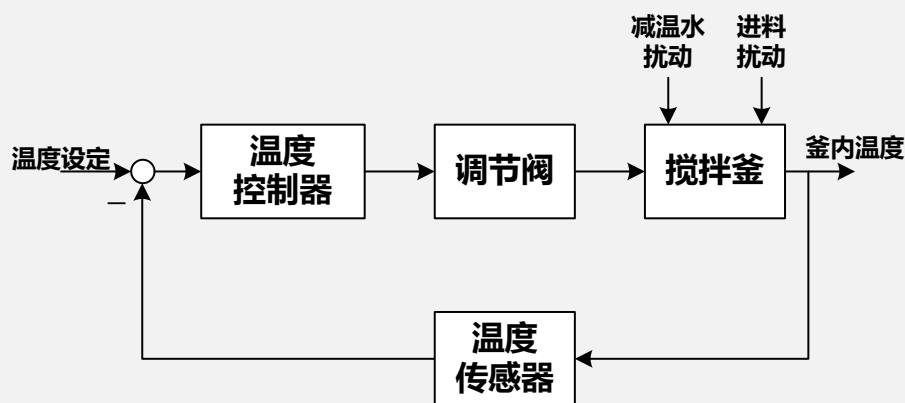 减温水
扰动
进料
扰动
温度设定
温度
控制器
调节阀
搅拌釜
釜内温度
温度
传感器